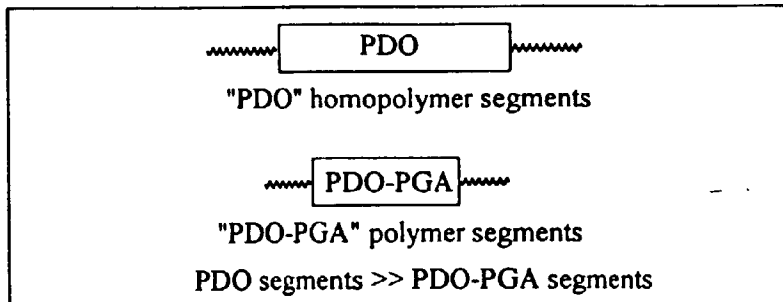 PDO
"PDO" homopolymer segments
PDO-PGA
"PDO-PGA" polymer segments
PDO segments >> PDO-PGA segments